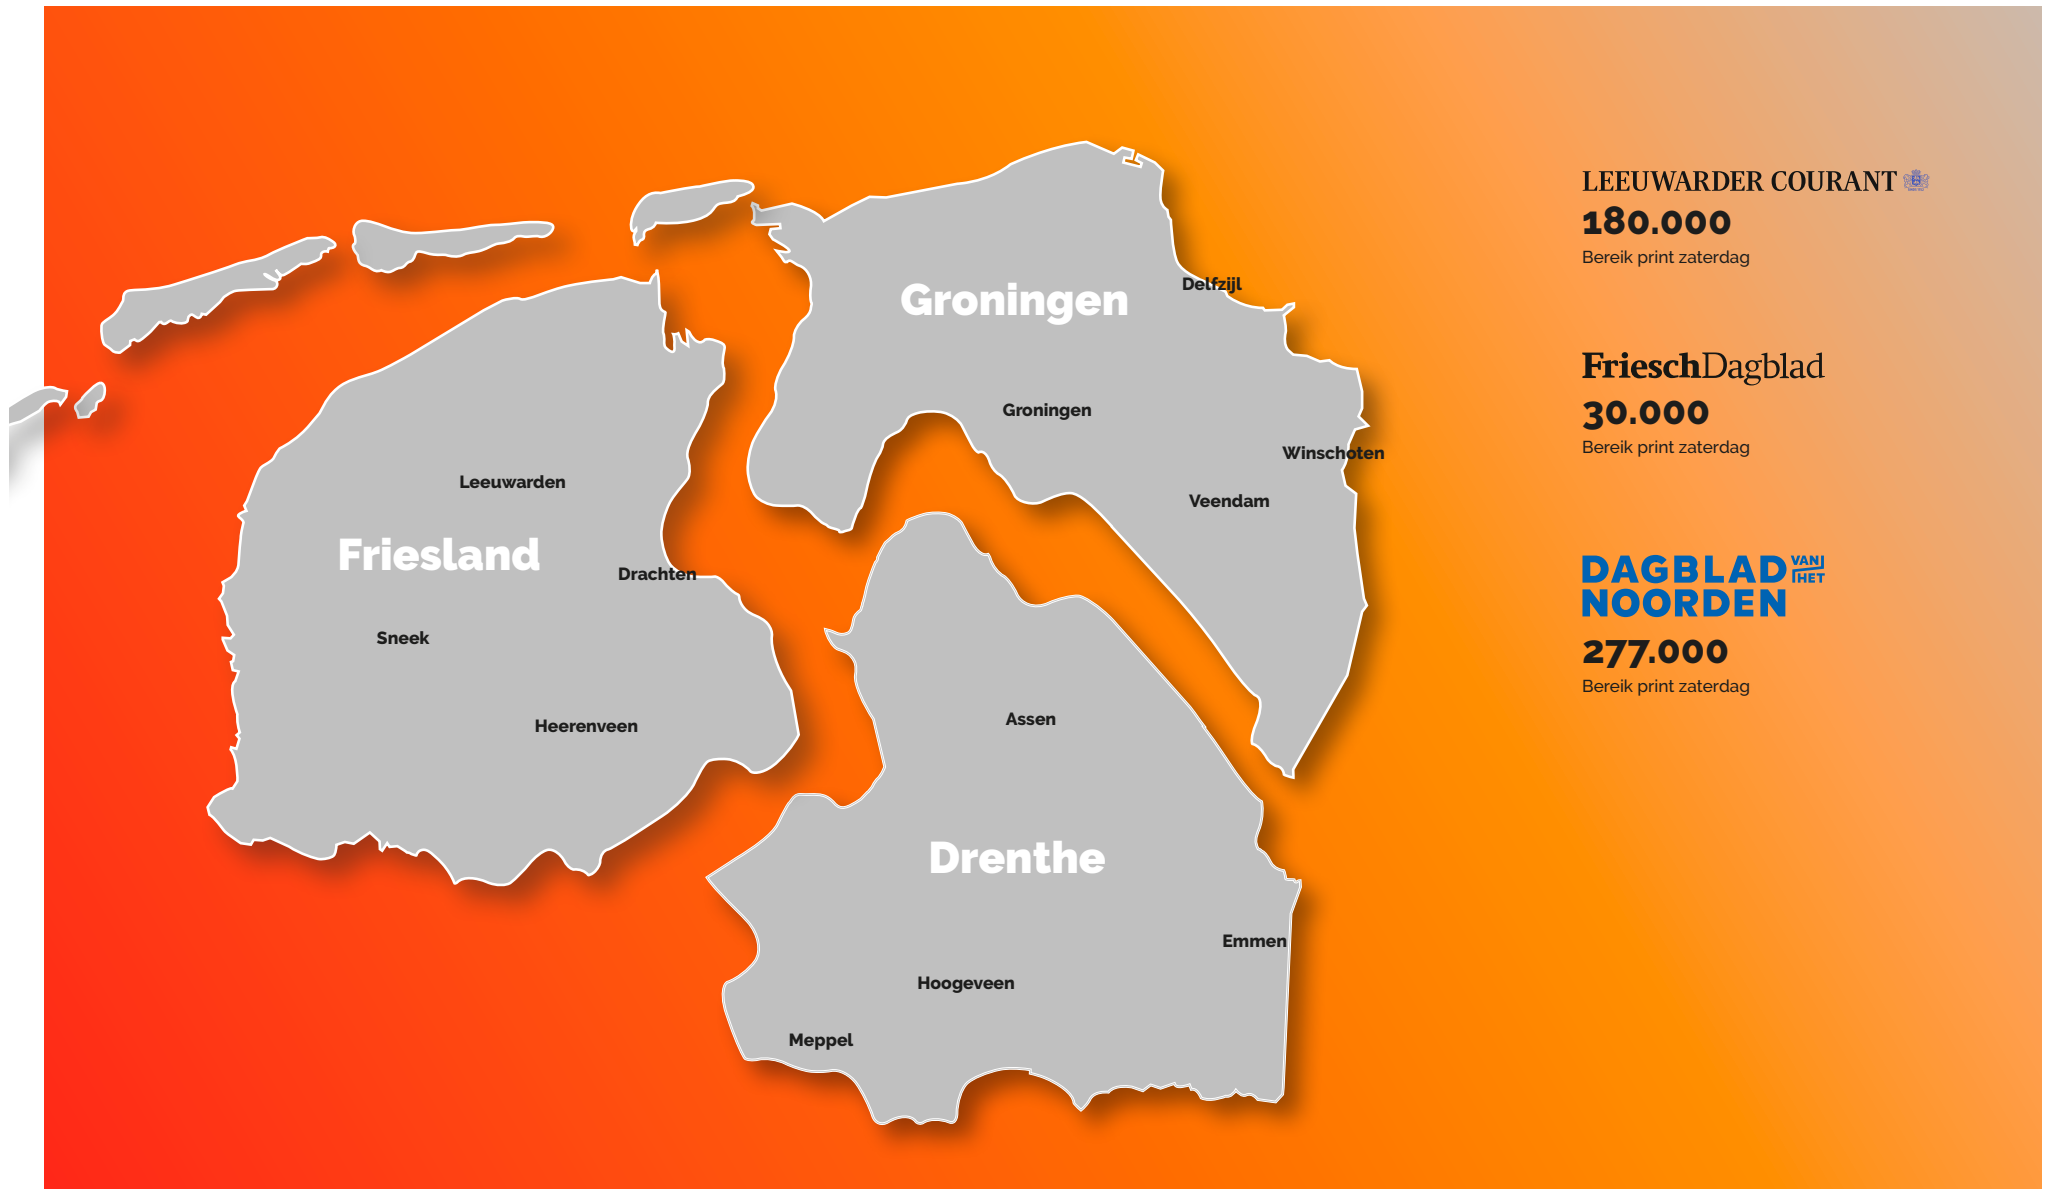 Groningen
Delfzijl
Groningen
Winschoten
Veendam
Leeuwarden
Friesland
Drachten
Sneek
Heerenveen
Assen
Drenthe
Emmen
Hoogeveen
Meppel
LEEUWARDER COURANT
180.000
Bereik print zaterdag
FrieschDagblad
30.000
Bereik print zaterdag
DAGBLAD VAN HET
NOORDEN
277.000
Bereik print zaterdag